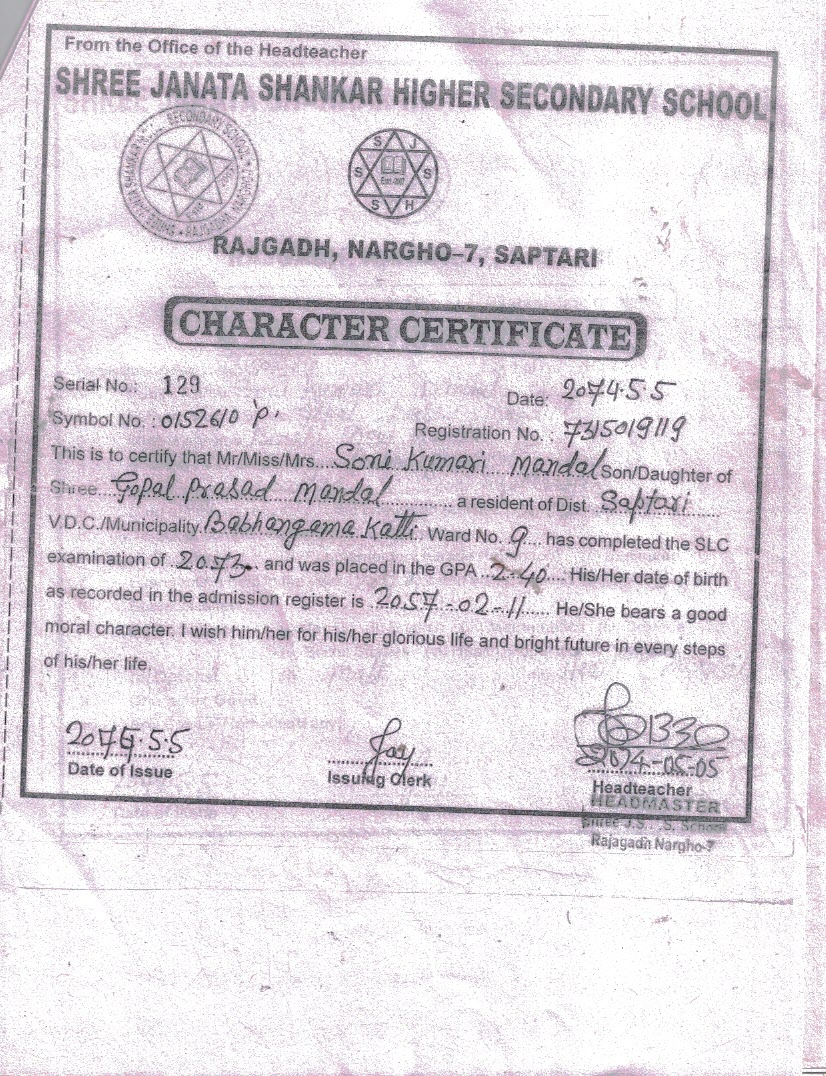 From the Office of the Headteacher
SHREE JANATA SHANKAR HIGHER SECONDARY SCHOOL
S J S S S H
Estd.-2007
RAJGADH, NARGHO-7, SAPTARI
CHARACTER CERTIFICATE
Serial No.: 129 Date: 2074.5.5
Symbol No. : 0152610 'P' Registration No. : 7315019119
This is to certify that Mr/Miss/Mrs....Soni Kumari Mandal Son/Daughter of
Shree...Gopal Prasad Mandal............... a resident of Dist. Saptari......
V.D.C./Municipality. Babhangama Katti. Ward No. 9.... has completed the SLC
examination of .2073.. and was placed in the GPA ..2.40.... His/Her date of birth
as recorded in the admission register is .2057-02-11...... He/She bears a good
moral character. I wish him/her for his/her glorious life and bright future in every steps
of his/her life.
2074.5.5
Date of Issue
Issuing Clerk
1330
2074-05-05
Headteacher
HEADMASTER
Shree J.S. S. School
Rajagadh Nargho-7